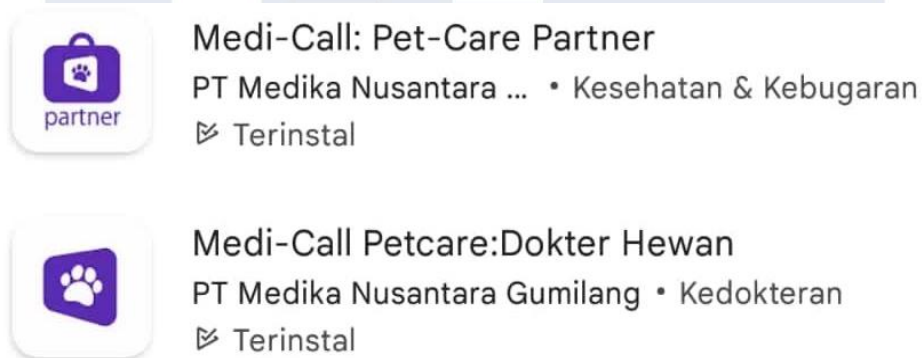 Medi-Call: Pet-Care Partner
PT Medika Nusantara ... • Kesehatan & Kebugaran
partner
Terinstal
Medi-Call Petcare:Dokter Hewan
PT Medika Nusantara Gumilang • Kedokteran
Terinstal